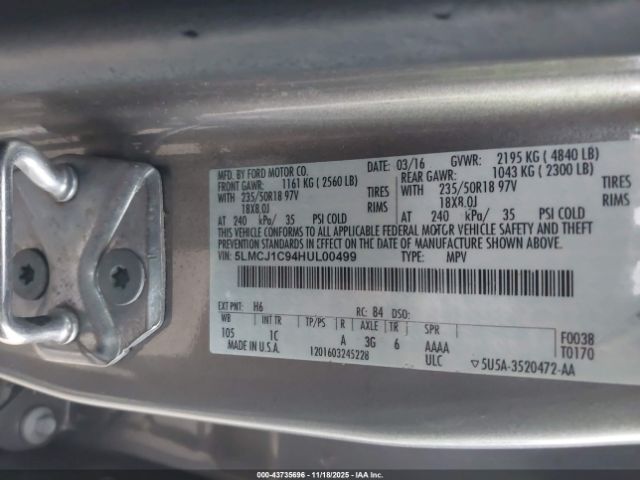 MFD. BY FORD MOTOR CO.
03/16 GVWR: 2195 KG ( 4840 LB)
FRONT GAWR: 1161 KG ( 2560 LB)
REAR GAWR: 1043 KG ( 2300 LB)
WITH 235/50R18 97V TIRES
WITH 235/50R18 97V TIRES
18X8.0J RIMS
18X8.0J RIMS
AT 240 kPa/ 35 PSI COLD
AT 240 kPa/ 35 PSI COLD
THIS VEHICLE CONFORMS TO ALL APPLICABLE FEDERAL MOTOR VEHICLE SAFETY AND THEFT
PREVENTION STANDARDS IN EFFECT ON THE DATE OF MANUFACTURE SHOWN ABOVE.
VIN: 5LMCJ1C94HUL00499 TYPE: MPV
EXT PNT: H6 RC: 84 DSO:
WB INT TR TP/PS R AXLE TR SPR
105 1C A 3G 6 AAAA
F0038
T0170
MADE IN U.S.A. 1201603245228 ULC ▽5U5A-3520472-AA
000-43735696 - 11/18/2025 - IAAI.COM